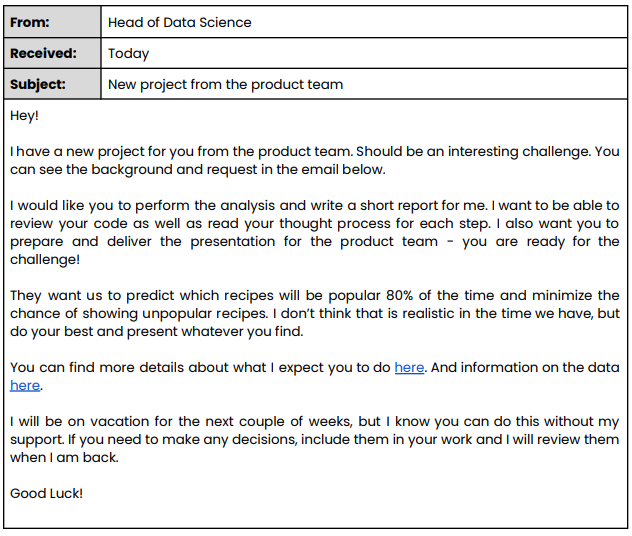 From: Head of Data Science
Received: Today
Subject: New project from the product team
Hey!
I have a new project for you from the product team. Should be an interesting challenge. You
can see the background and request in the email below.
I would like you to perform the analysis and write a short report for me. I want to be able to
review your code as well as read your thought process for each step. I also want you to
prepare and deliver the presentation for the product team - you are ready for the
challenge!
They want us to predict which recipes will be popular 80% of the time and minimize the
chance of showing unpopular recipes. I don't think that is realistic in the time we have, but
do your best and present whatever you find.
You can find more details about what I expect you to do here. And information on the data
here.
I will be on vacation for the next couple of weeks, but I know you can do this without my
support. If you need to make any decisions, include them in your work and I will review them
when I am back.
Good Luck!